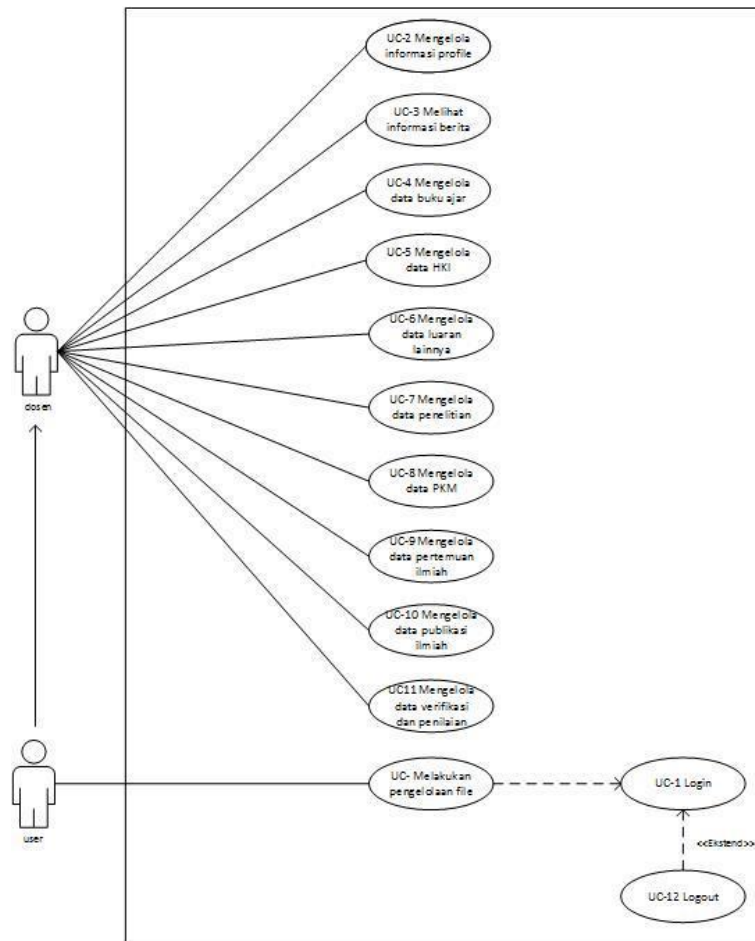 UC-2 Mengelola
informasi profile
UC-3 Melihat
informasi berita
UC-4 Mengelola
data buku ajar
UC-5 Mengelola
data HKI
UC-6 Mengelola
data luaran
lainnya
dosen
UC-7 Mengelola
data penelitian
UC-8 Mengelola
data PKM
UC-9 Mengelola
data pertemuan
ilmiah
UC-10 Mengelola
data publikasi
ilmiah
UC11 Mengelola
data verifikasi
dan penilaian
UC- Melakukan
pengelolaan file
UC-1 Login
user
<<Ekstend>>
UC-12 Logout